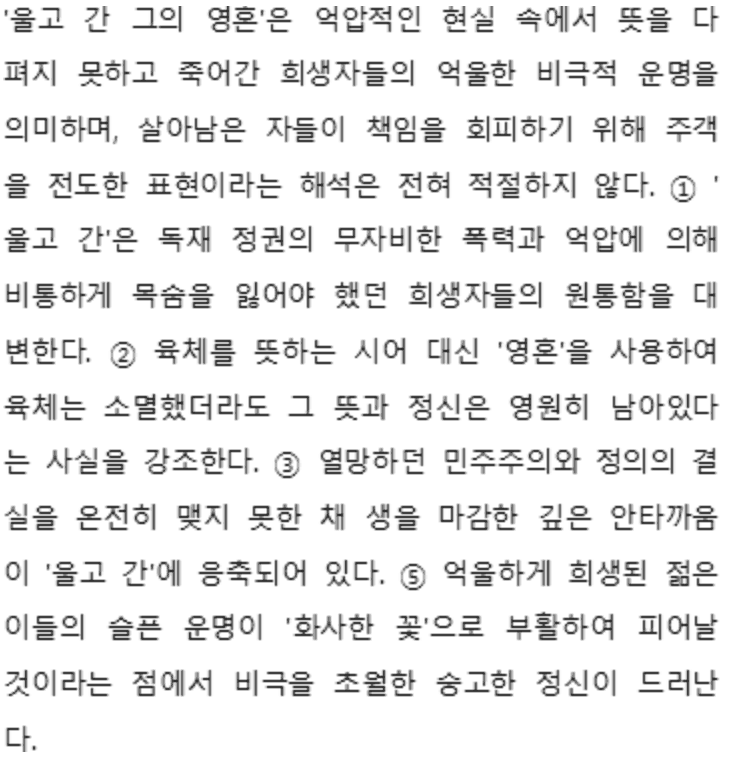 '울고 간 그의 영혼'은 억압적인 현실 속에서 뜻을 다
펴지 못하고 죽어간 희생자들의 억울한 비극적 운명을
의미하며, 살아남은 자들이 책임을 회피하기 위해 주객
을 전도한 표현이라는 해석은 전혀 적절하지 않다. ① '
울고 간'은 독재 정권의 무자비한 폭력과 억압에 의해
비통하게 목숨을 잃어야 했던 희생자들의 원통함을 대
변한다. ② 육체를 뜻하는 시어 대신 '영혼'을 사용하여
육체는 소멸했더라도 그 뜻과 정신은 영원히 남아있다
는 사실을 강조한다. ③ 열망하던 민주주의와 정의의 결
실을 온전히 맺지 못한 채 생을 마감한 깊은 안타까움
이 '울고 간'에 응축되어 있다. ⑤ 억울하게 희생된 젊은
이들의 슬픈 운명이 '화사한 꽃'으로 부활하여 피어날
것이라는 점에서 비극을 초월한 숭고한 정신이 드러난
다.